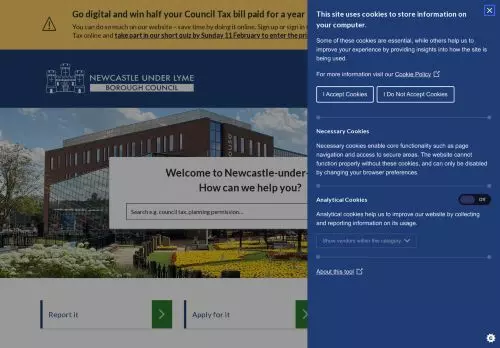 Go digital and win half your Council Tax bill paid for a year
You can do so much on our website – save time by doing it online. Sign up or sign in
Tax online and take part in our short quiz by Sunday 11 February to enter the pri
NEWCASTLE UNDER LYME
BOROUGH COUNCIL
Welcome to Newcastle-under-
How can we help you?
Search e.g. council tax, planning permission...
Report it
Apply for it
This site uses cookies to store information on
your computer.
Some of these cookies are essential, while others help us to
improve your experience by providing insights into how the site is
being used.
For more information visit our Cookie Policy
I Accept Cookies
I Do Not Accept Cookies
Necessary Cookies
Necessary cookies enable core functionality such as page
navigation and access to secure areas. The website cannot
function properly without these cookies, and can only be disabled
by changing your browser preferences.
Analytical Cookies
Off
Analytical cookies help us to improve our website by collecting
and reporting information on its usage.
Show vendors within this category
About this tool